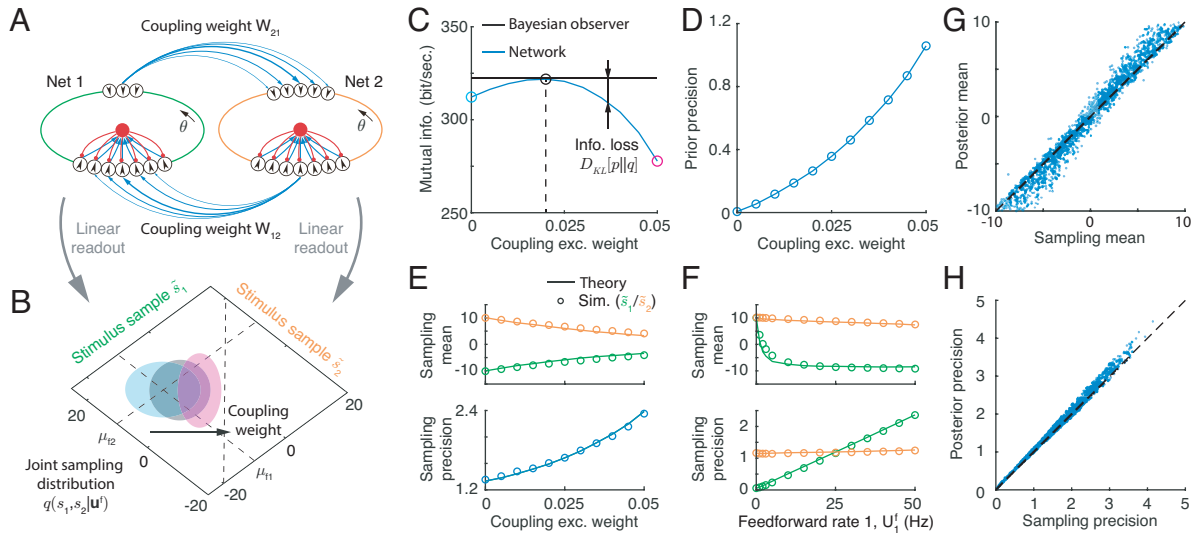 A
Coupling weight W21
Net 1
Net 2
θ
θ
Coupling weight W12
Linear
readout
Linear
readout
B
Stimulus sample s̃1
Stimulus sample s̃2
20
μf2
0
-20
-20
μf1
0
20
Coupling
weight
Joint sampling
distribution
q(s1,s2|uf)
C
Bayesian observer
Network
Mutual info. (bit/sec.)
350
300
250
Info. loss
DKL[p||q]
0
0.025
0.05
Coupling exc. weight
D
Prior precision
1.2
0.8
0.4
0
0
0.025
0.05
Coupling exc. weight
E
Theory
Sim. (s̃1/s̃2)
Sampling
mean
10
0
-10
Sampling
precision
2.4
1.2
0
0.025
0.05
Coupling exc. weight
F
Sampling
mean
10
0
-10
Sampling
precision
2
1
0
0
25
50
Feedforward rate 1, U1f (Hz)
G
Posterior mean
10
0
-10
-10
0
10
Sampling mean
H
Posterior precision
5
4
3
2
1
0
0
1
2
3
4
5
Sampling precision